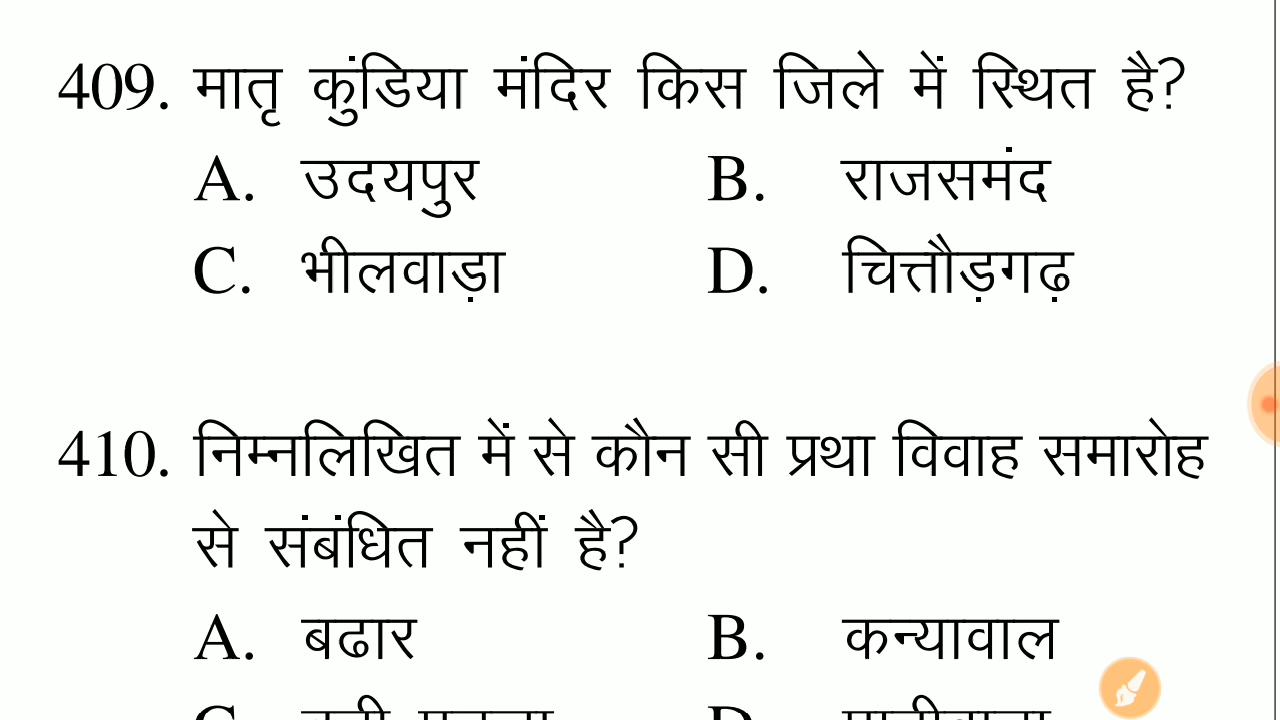 409. मातृ कुंडिया मंदिर किस जिले में स्थित है?
A. उदयपुर B. राजसमंद
C. भीलवाड़ा D. चित्तौड़गढ़
410. निम्नलिखित में से कौन सी प्रथा विवाह समारोह
से संबंधित नहीं है?
A. बढार B. कन्यावाल